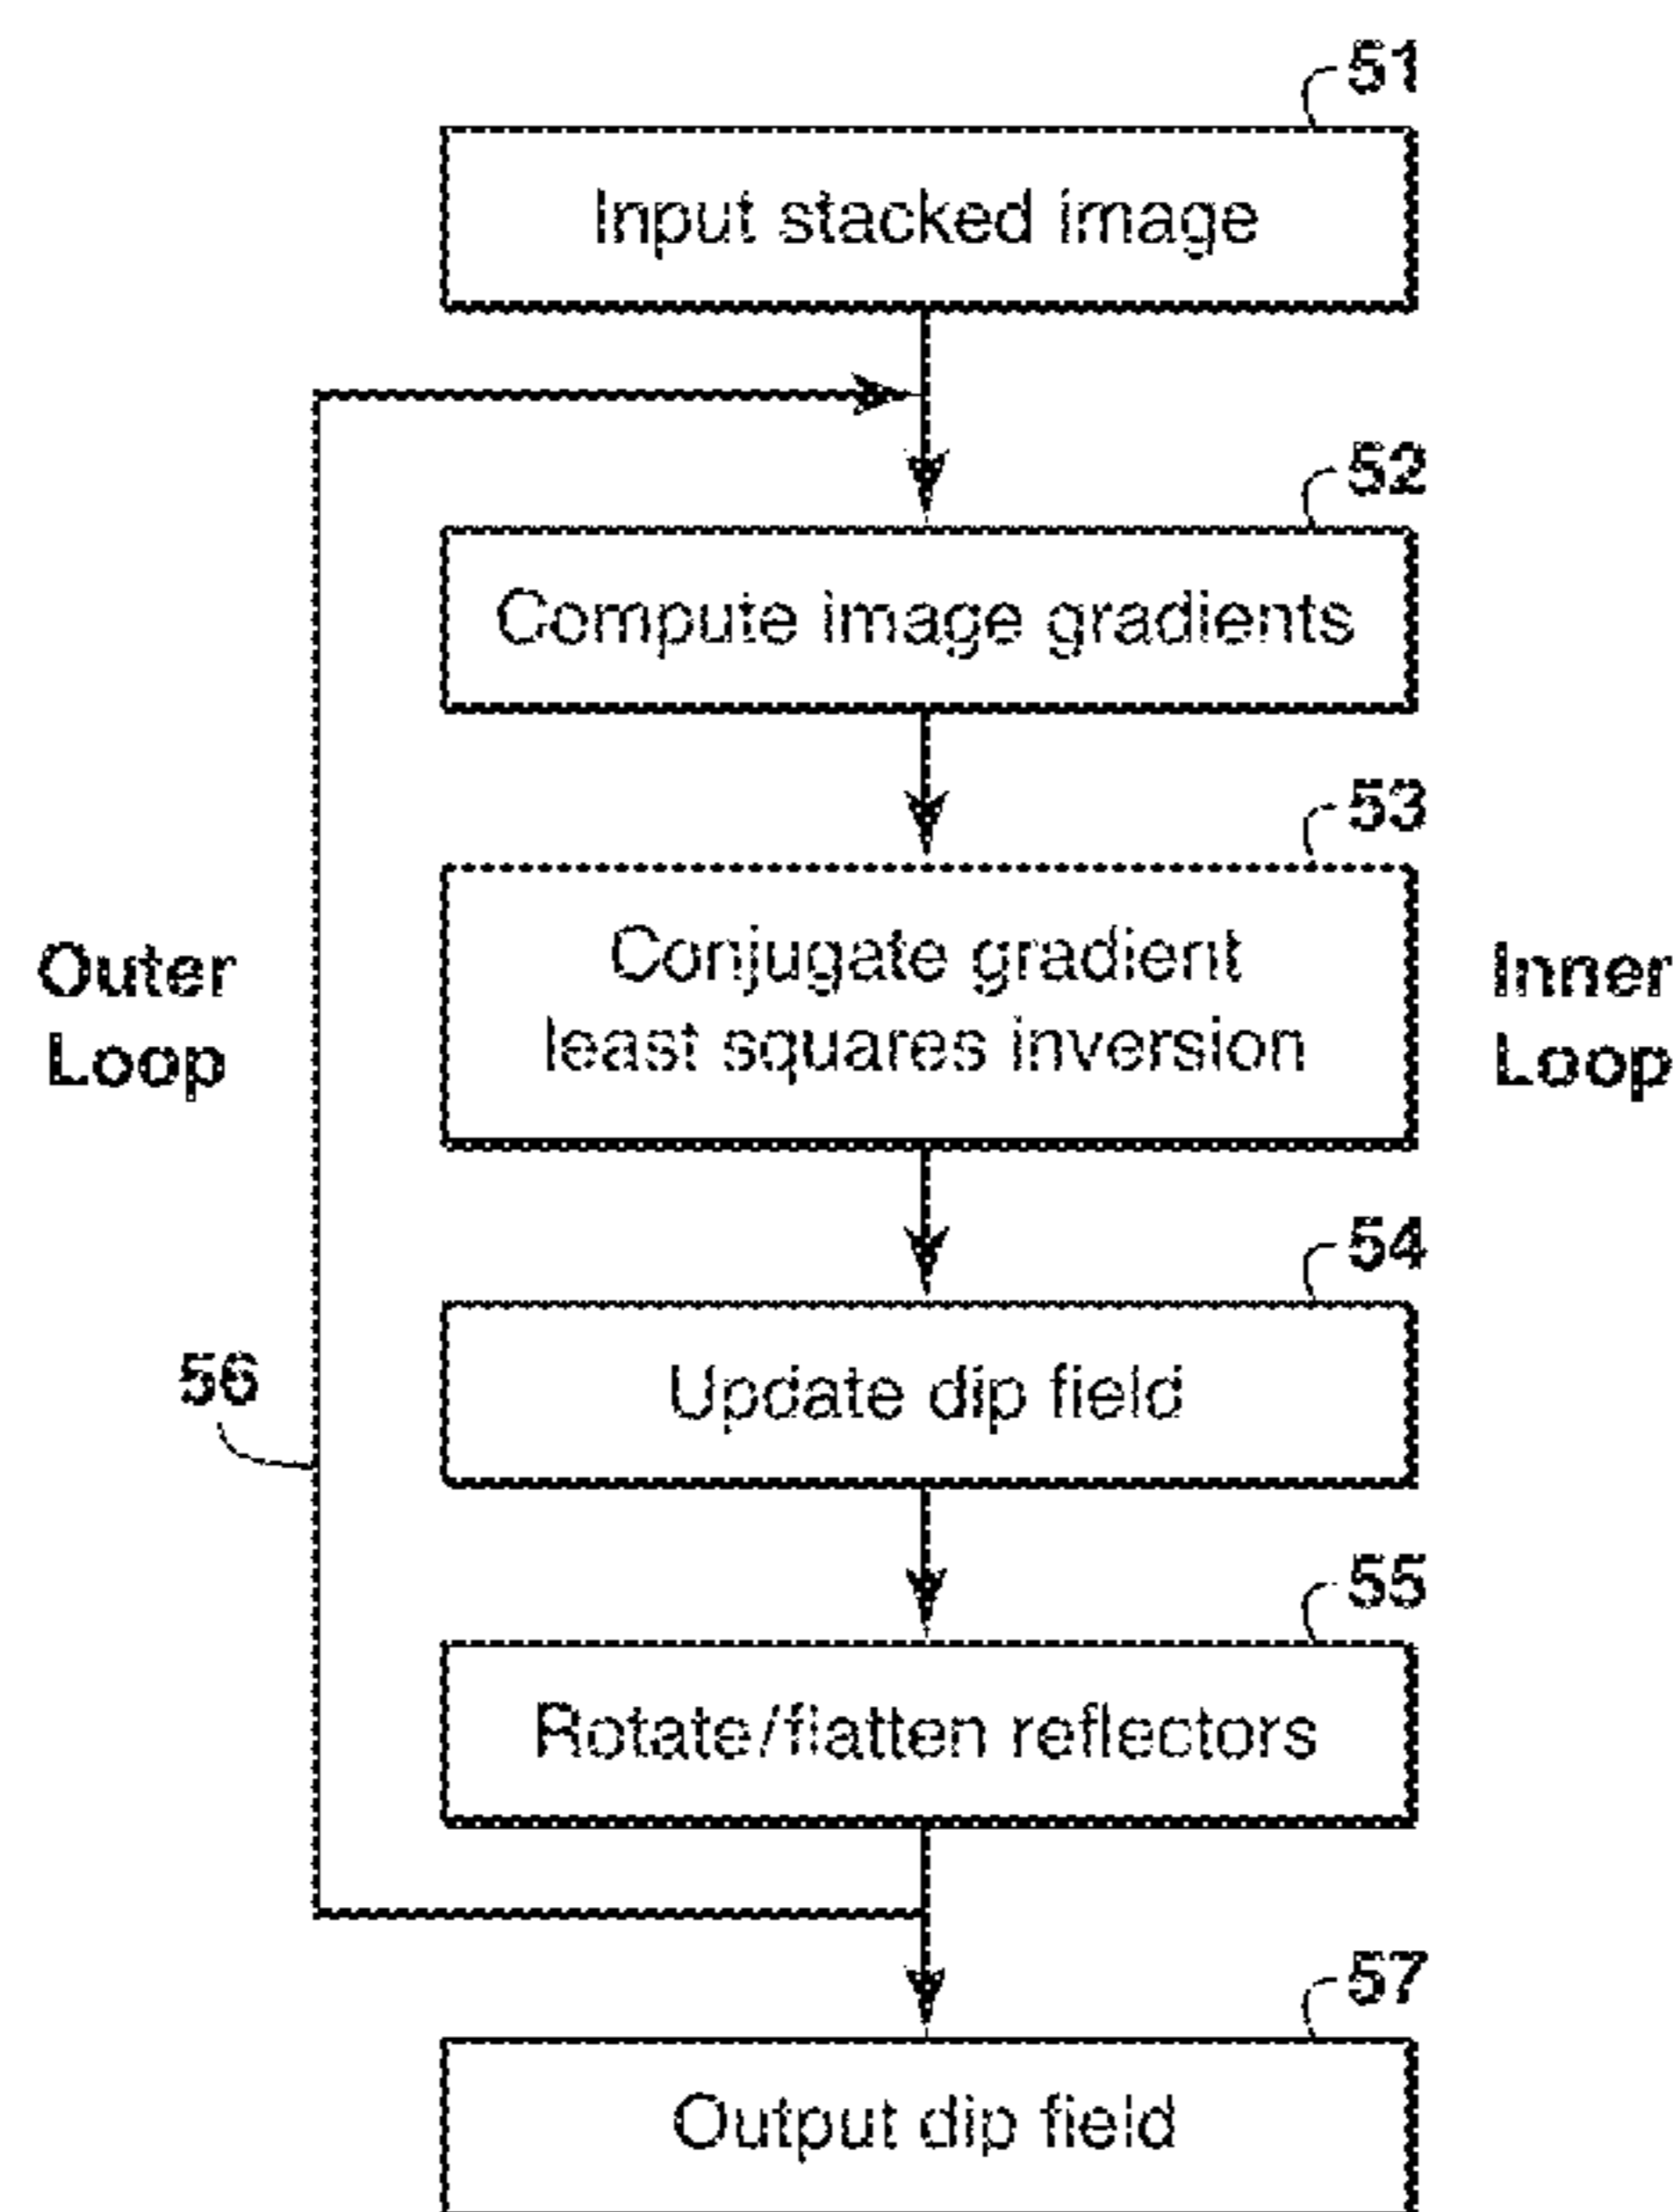 51
Input stacked image
52
Compute image gradients
53
Conjugate gradient
least squares inversion
Outer
Loop
Inner
Loop
54
Update dip field
56
55
Rotate/flatten reflectors
57
Output dip field